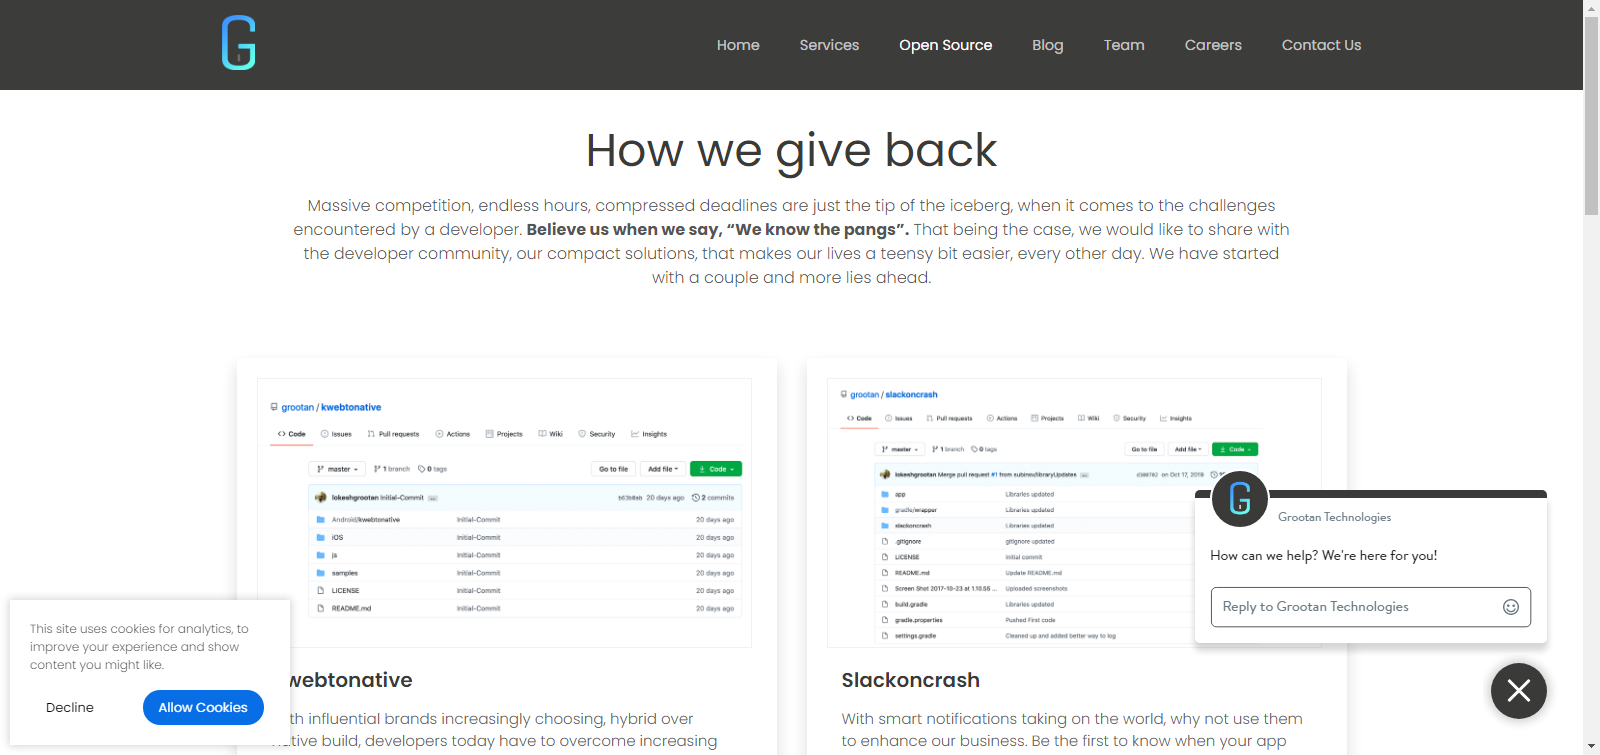 Home Services Open Source Blog Team Careers Contact Us
How we give back
Massive competition, endless hours, compressed deadlines are just the tip of the iceberg, when it comes to the challenges
encountered by a developer. Believe us when we say, “We know the pangs”. That being the case, we would like to share with
the developer community, our compact solutions, that makes our lives a teensy bit easier, every other day. We have started
with a couple and more lies ahead.
grootan / kwebtonative
Code Issues Pull requests Actions Projects Wiki Security Insights
master 1 branch 0 tags Go to file Add file Code
lokeshgrootan Initial-Commit 20 days ago 2 commits
Android/kwebtonative Initial-Commit 20 days ago
iOS Initial-Commit 20 days ago
js Initial-Commit 20 days ago
samples Initial-Commit 20 days ago
LICENSE Initial-Commit 20 days ago
README.md Initial-Commit 20 days ago
webtonative
th influential brands increasingly choosing, hybrid over
native build, developers today have to overcome increasing
grootan / slackoncrash
Code Issues Pull requests Actions Projects Wiki Security Insights
master 1 branch 0 tags Go to file Add file Code
lokeshgrootan Merge pull request #1 from subinex/libraryUpdates on Oct 17, 2019
app Libraries updated
gradle/wrapper Libraries updated
slackoncrash Libraries updated
.gitignore gitignore updated
LICENSE Initial commit
README.md Update README.md
Screen Shot 2017-10-23 at 1.10.55 ... Uploaded screenshots
build.gradle Libraries updated
gradle.properties Pushed First code
settings.gradle Cleaned up and added better way to log
Slackoncrash
With smart notifications taking on the world, why not use them
to enhance our business. Be the first to know when your app
Grootan Technologies
How can we help? We're here for you!
Reply to Grootan Technologies
This site uses cookies for analytics, to
improve your experience and show
content you might like.
Decline Allow Cookies